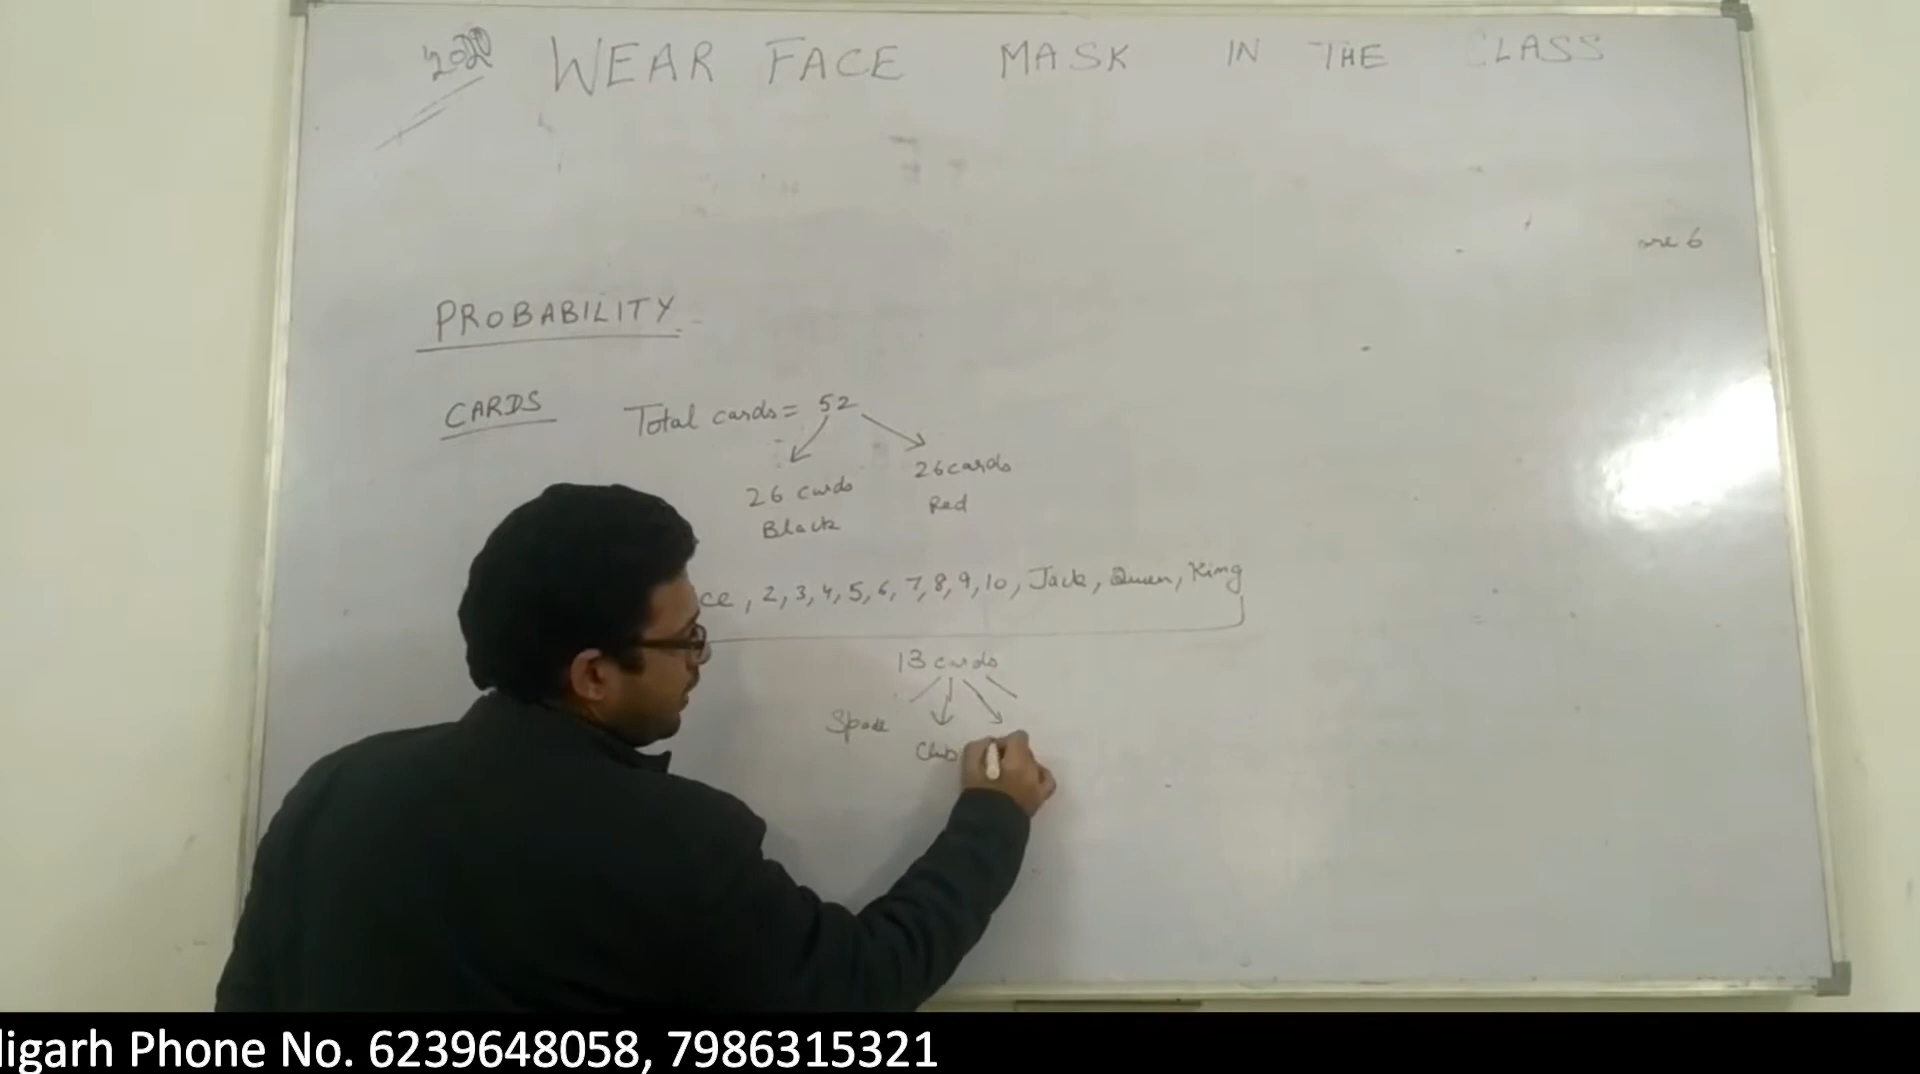 2020 WEAR FACE MASK IN THE CLASS
are 6
PROBABILITY
CARDS Total cards = 52
26 cards 26 cards
Black Red
ce, 2, 3, 4, 5, 6, 7, 8, 9, 10, Jack, Queen, King
13 cards
Spade
Club
ligarh Phone No. 6239648058, 7986315321